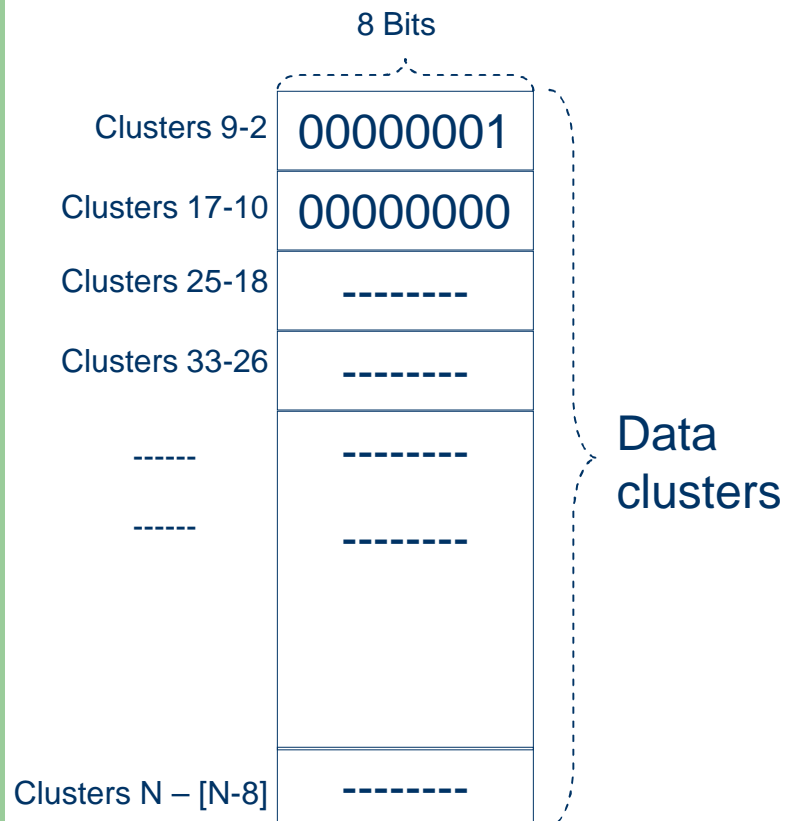 8 Bits
Clusters 9-2 00000001
Clusters 17-10 00000000
Clusters 25-18 --------
Clusters 33-26 --------
------ --------
------ --------
Data
clusters
Clusters N – [N-8] --------